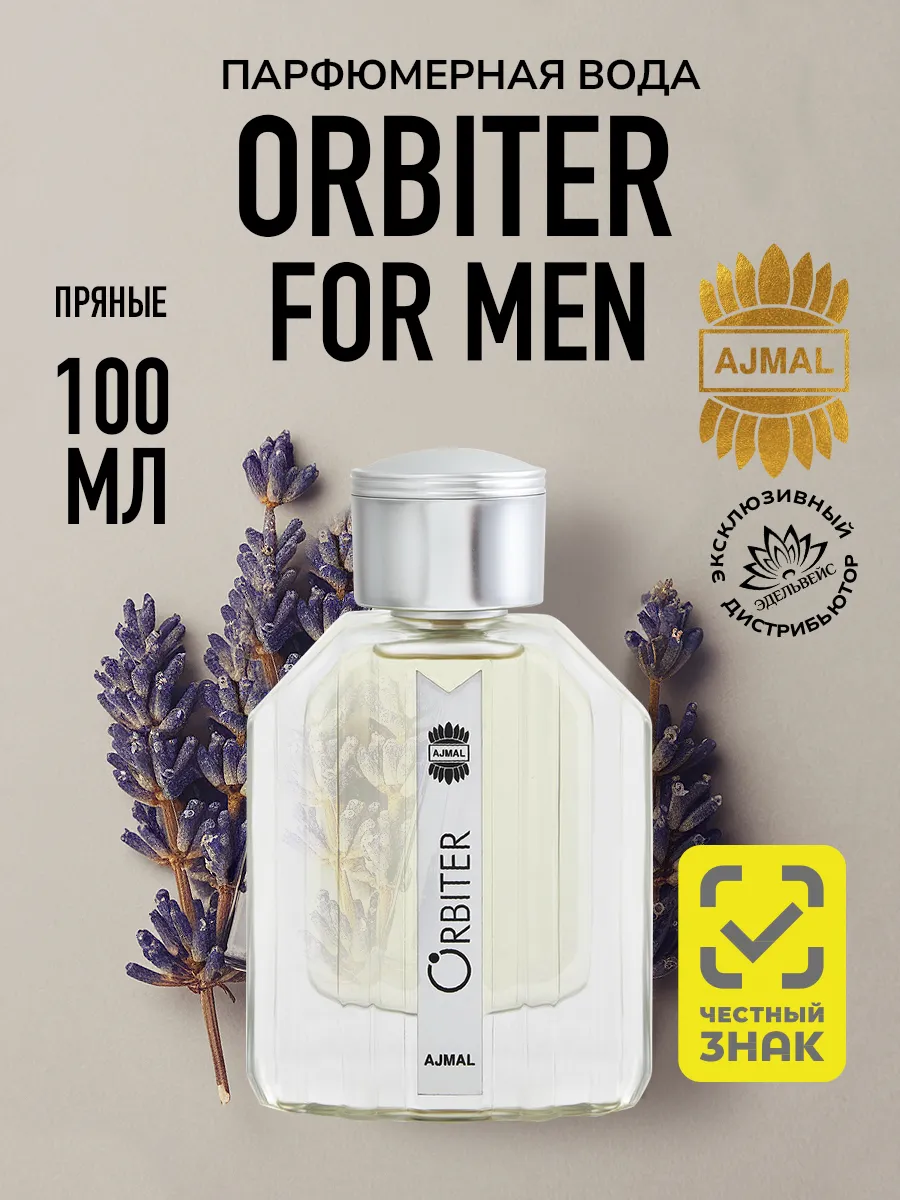 ПАРФЮМЕРНАЯ ВОДА
ORBITER
FOR MEN
ПРЯНЫЕ
100
МЛ
AJMAL
ЭКСКЛЮЗИВНЫЙ
ЭДЕЛЬВЕЙС
ДИСТРИБЬЮТОР
AJMAL
ORBITER
AJMAL
ЧЕСТНЫЙ
ЗНАК